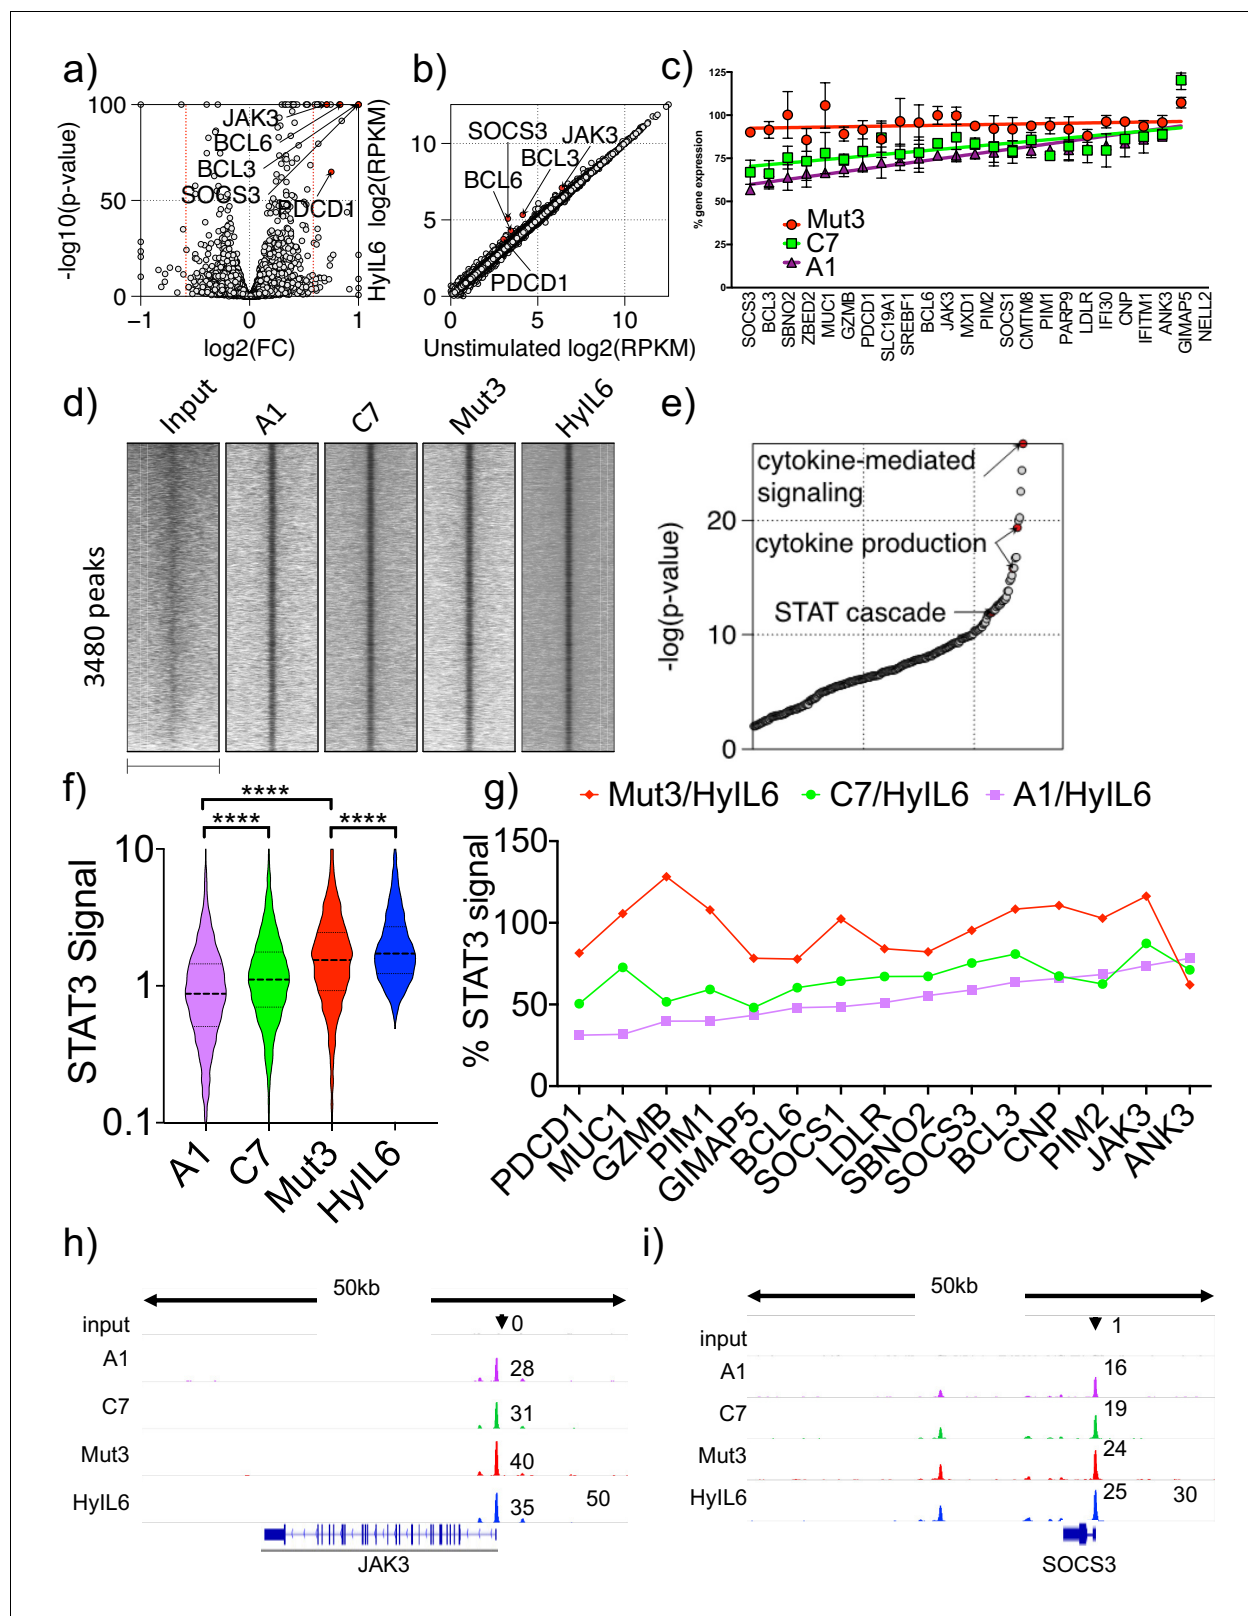 a)
-log10(p-value)
100
50
0
JAK3
BCL6
BCL3
SOCS3
PDCD1
-1
0
1
log2(FC)
b)
HyIL6 log2(RPKM)
10
5
0
SOCS3
JAK3
BCL3
BCL6
PDCD1
0
5
10
Unstimulated log2(RPKM)
c)
% gene expression
125
100
75
50
25
0
Mut3
C7
A1
SOCS3
BCL3
SBNO2
ZBED2
MUC1
GZMB
PDCD1
SLC19A1
SREBF1
BCL6
JAK3
MXD1
PIM2
SOCS1
CMTM8
PIM1
PARP9
LDLR
IFI30
CNP
IFITM1
ANK3
GIMAP5
NELL2
d)
Input
A1
C7
Mut3
HyIL6
3480 peaks
e)
-log(p-value)
20
10
0
cytokine-mediated
signaling
cytokine production
STAT cascade
f)
STAT3 Signal
10
1
0.1
****
****
****
A1
C7
Mut3
HyIL6
g)
Mut3/HyIL6
C7/HyIL6
A1/HyIL6
% STAT3 signal
150
100
50
0
PDCD1
MUC1
GZMB
PIM1
GIMAP5
BCL6
SOCS1
LDLR
SBNO2
SOCS3
BCL3
CNP
PIM2
JAK3
ANK3
h)
50kb
input
0
A1
28
C7
31
Mut3
40
HyIL6
35
50
JAK3
i)
50kb
input
1
A1
16
C7
19
Mut3
24
HyIL6
25
30
SOCS3